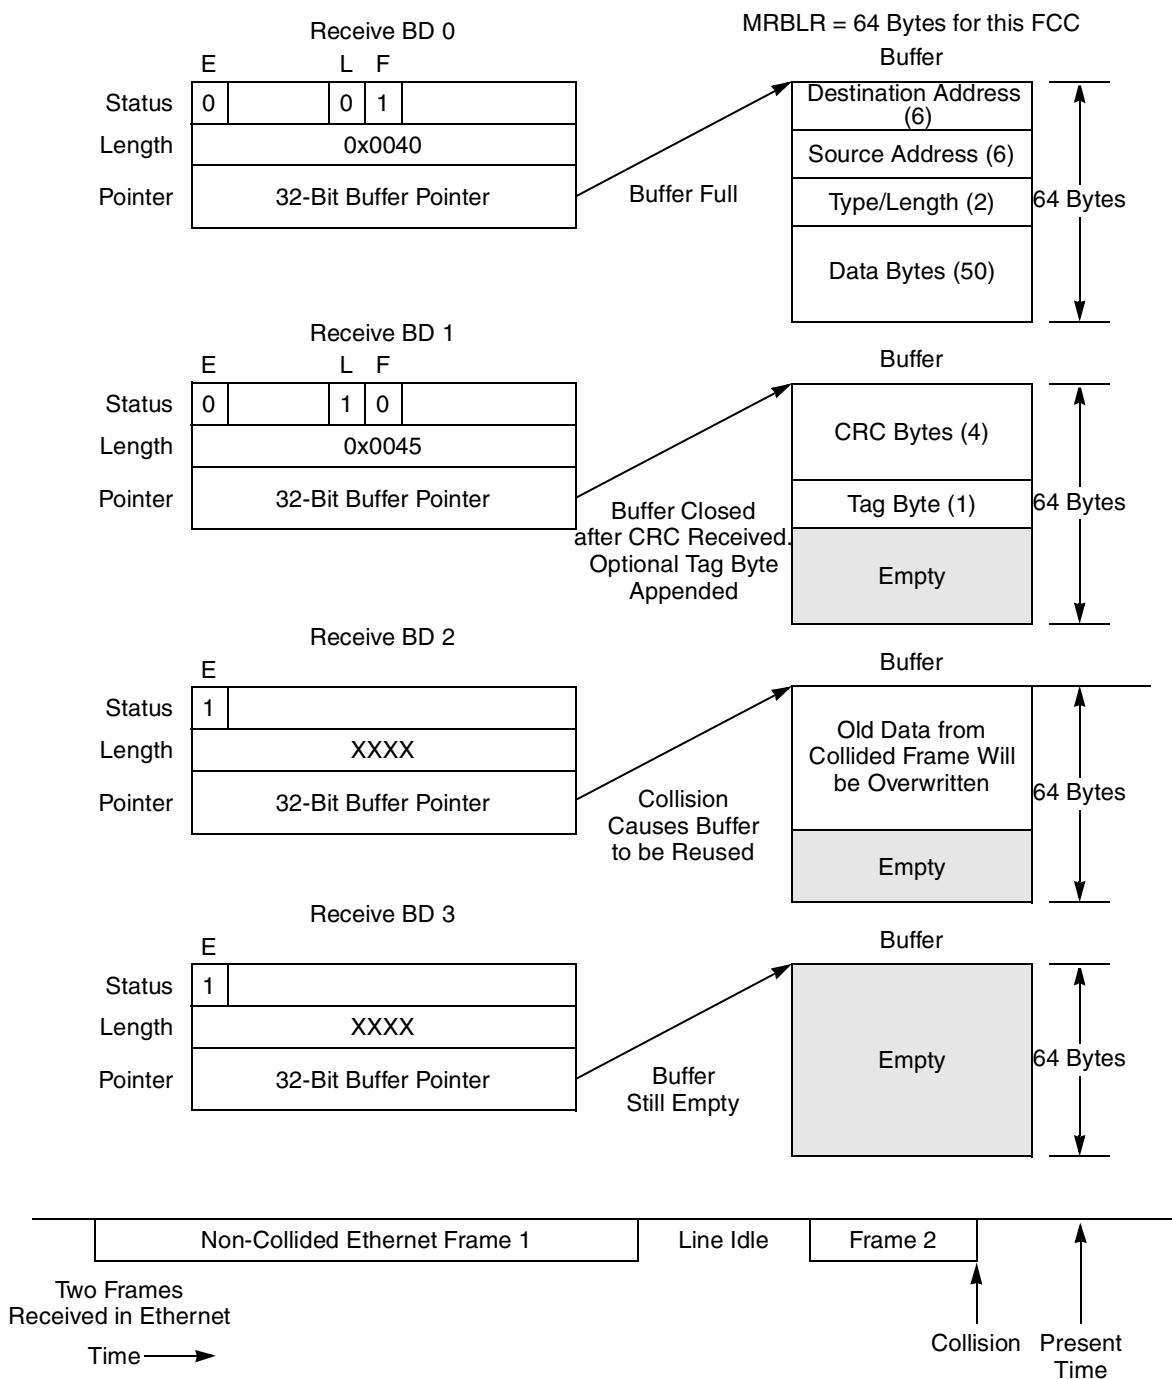 Receive BD 0
MRBLR = 64 Bytes for this FCC
Buffer
E L F
Status 0 0 1
Length 0x0040
Pointer 32-Bit Buffer Pointer
Buffer Full
Destination Address
(6)
Source Address (6)
Type/Length (2)
Data Bytes (50)
64 Bytes
Receive BD 1
Buffer
E L F
Status 0 1 0
Length 0x0045
Pointer 32-Bit Buffer Pointer
Buffer Closed
after CRC Received.
Optional Tag Byte
Appended
CRC Bytes (4)
Tag Byte (1)
Empty
64 Bytes
Receive BD 2
Buffer
E
Status 1
Length XXXX
Pointer 32-Bit Buffer Pointer
Collision
Causes Buffer
to be Reused
Old Data from
Collided Frame Will
be Overwritten
Empty
64 Bytes
Receive BD 3
Buffer
E
Status 1
Length XXXX
Pointer 32-Bit Buffer Pointer
Buffer
Still Empty
Empty
64 Bytes
Non-Collided Ethernet Frame 1
Line Idle
Frame 2
Two Frames
Received in Ethernet
Time
Collision
Present
Time